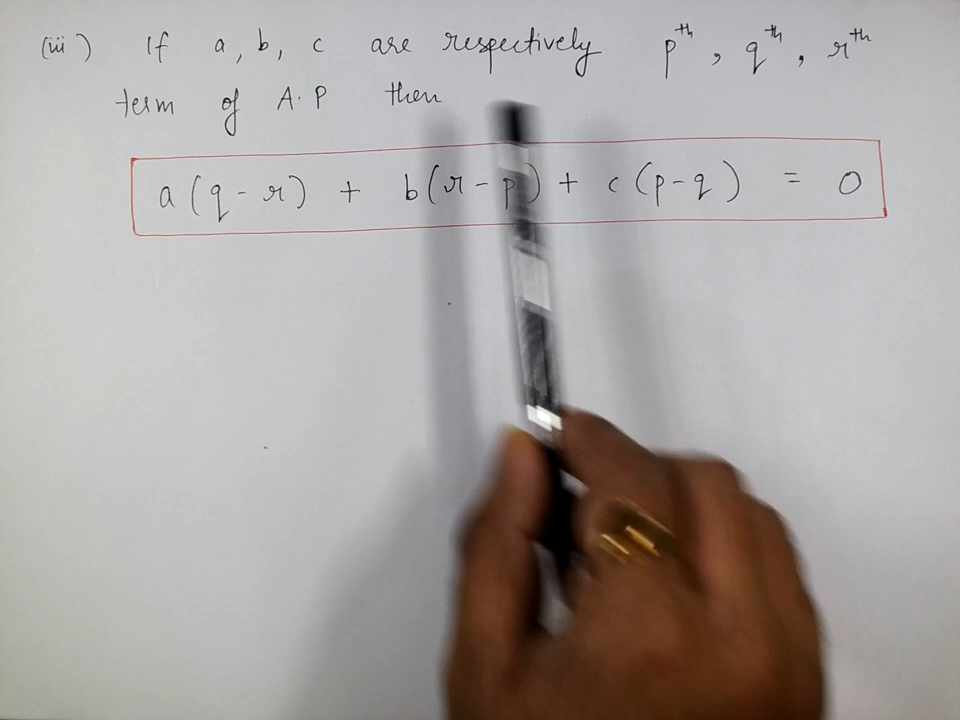 (iii) If a, b, c are respectively pᵗʰ, qᵗʰ, rᵗʰ
term of A.P then
a(q-r) + b(r-p) + c(p-q) = 0